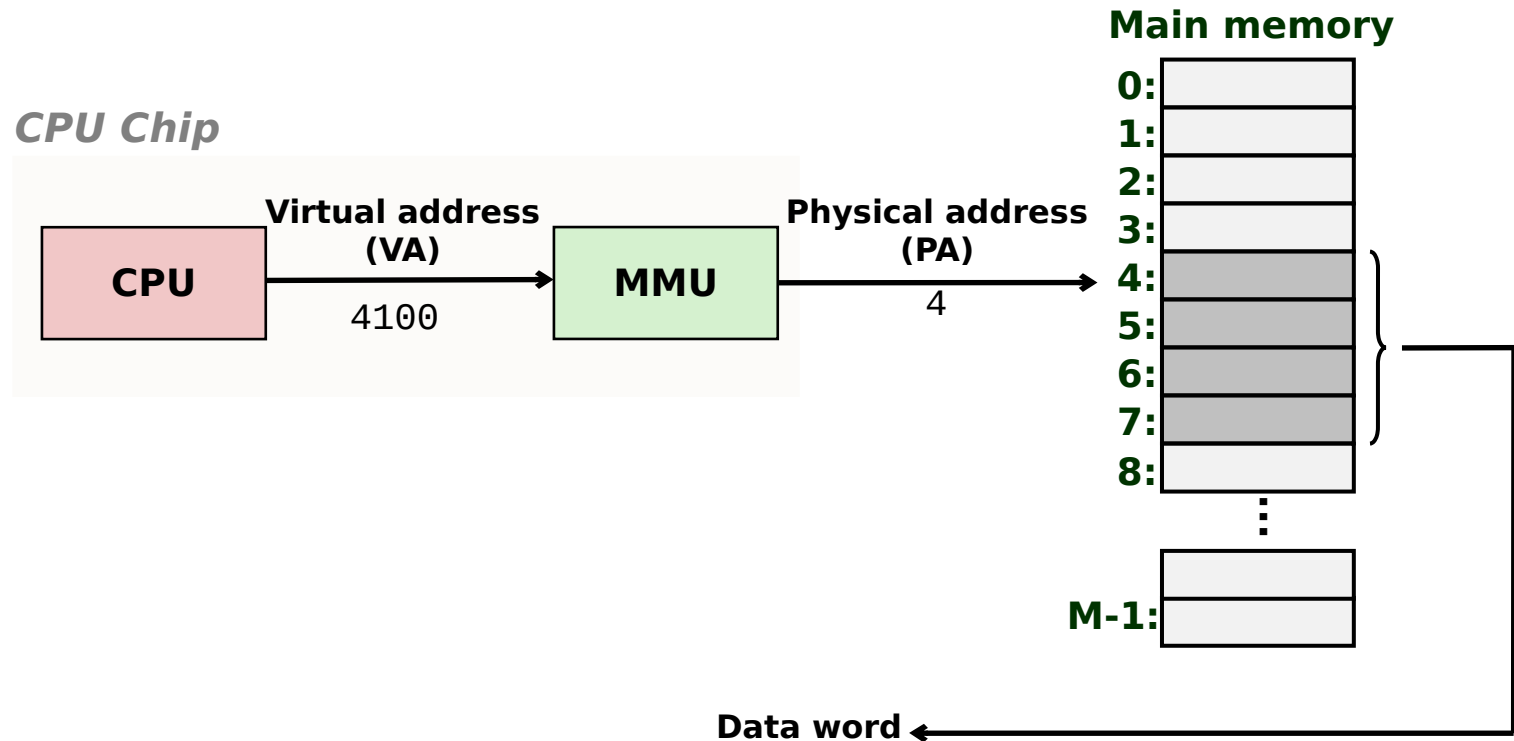 Main memory
CPU Chip
0:
1:
2:
3:
4:
5:
6:
7:
8:
M-1:
CPU
Virtual address
(VA)
4100
MMU
Physical address
(PA)
4
Data word